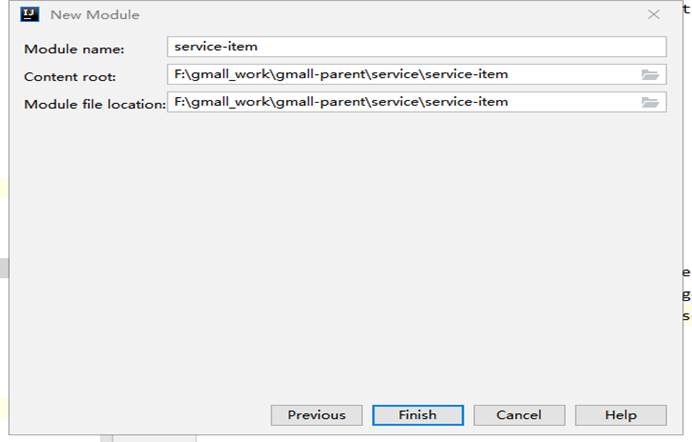 New Module
Module name: service-item
Content root: F:\gmall_work\gmall-parent\service\service-item
Module file location: F:\gmall_work\gmall-parent\service\service-item
Previous Finish Cancel Help
t
e
g
s